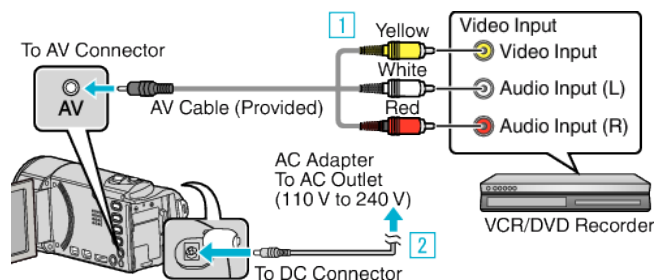 To AV Connector
AV
AV Cable (Provided)
1
Yellow
White
Red
Video Input
Video Input
Audio Input (L)
Audio Input (R)
VCR/DVD Recorder
AC Adapter
To AC Outlet
(110 V to 240 V)
2
To DC Connector